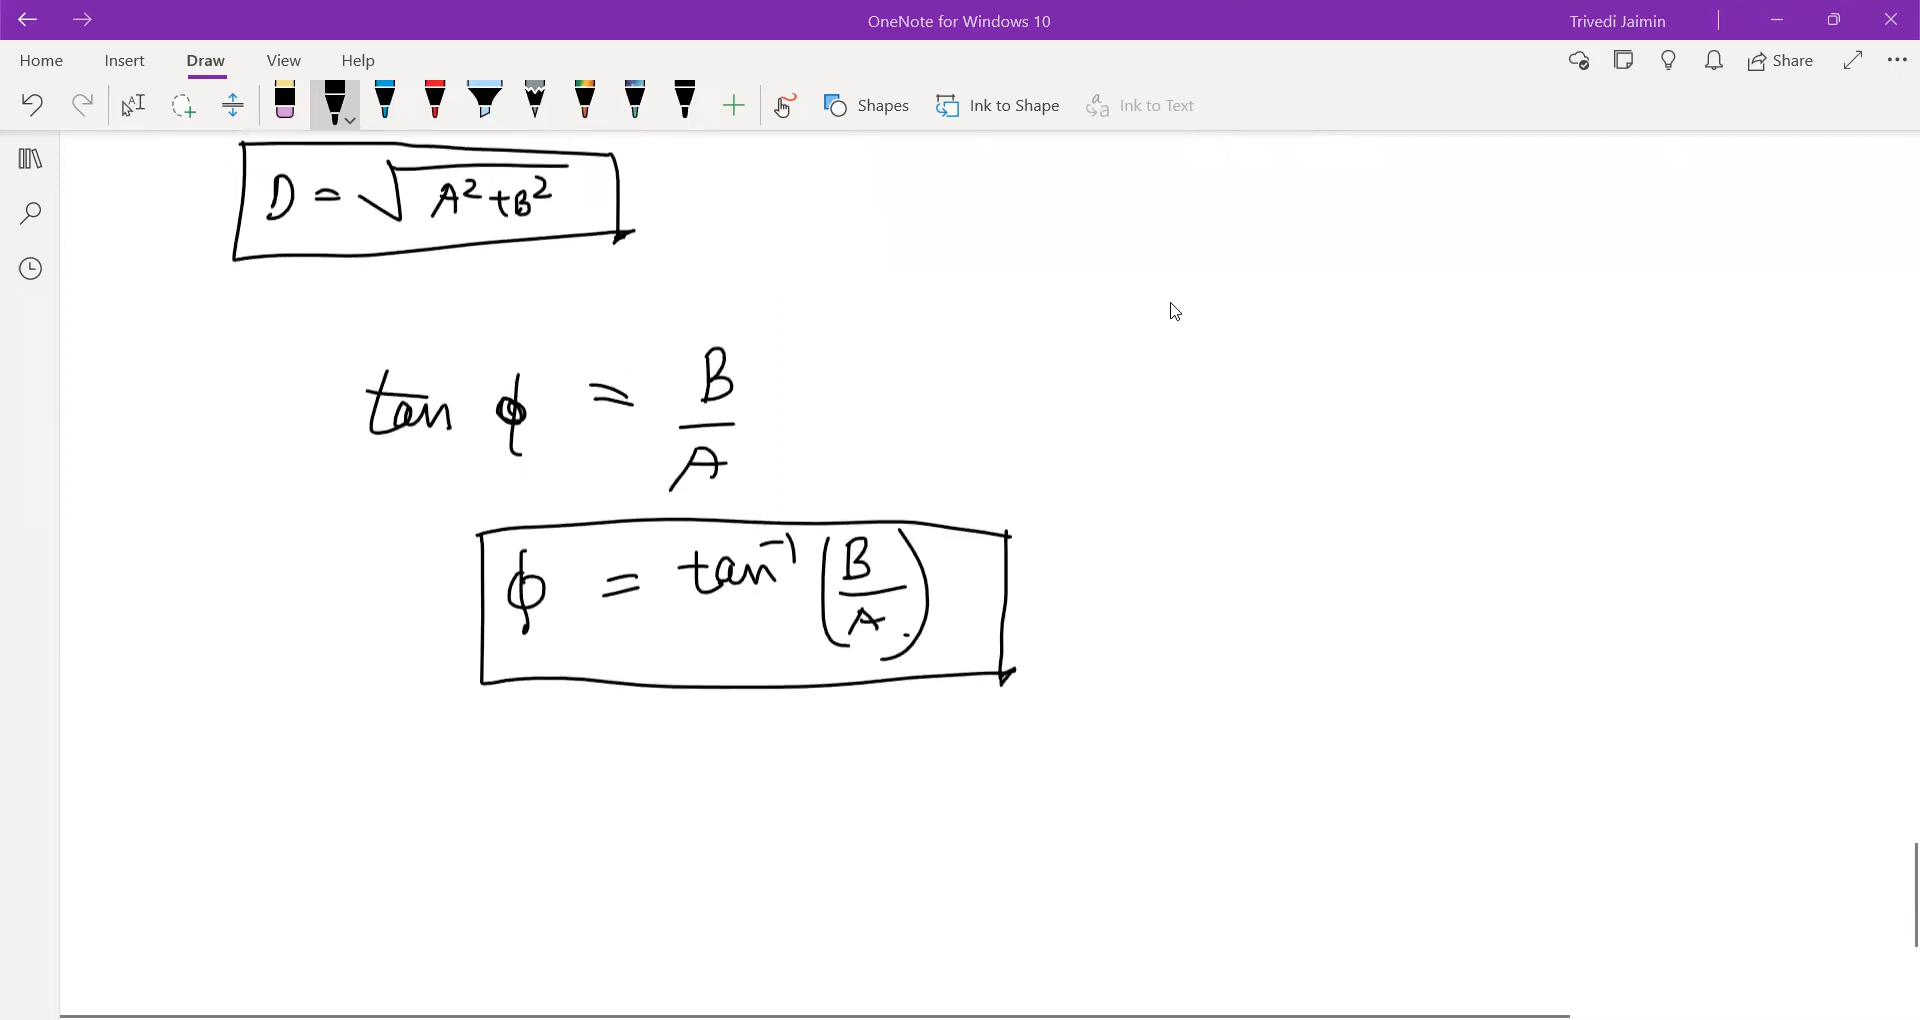 OneNote for Windows 10 Trivedi Jaimin
Home Insert Draw View Help Share
Shapes Ink to Shape Ink to Text
D = √(A²+B²)
tan ϕ = B/A
ϕ = tan⁻¹(B/A)